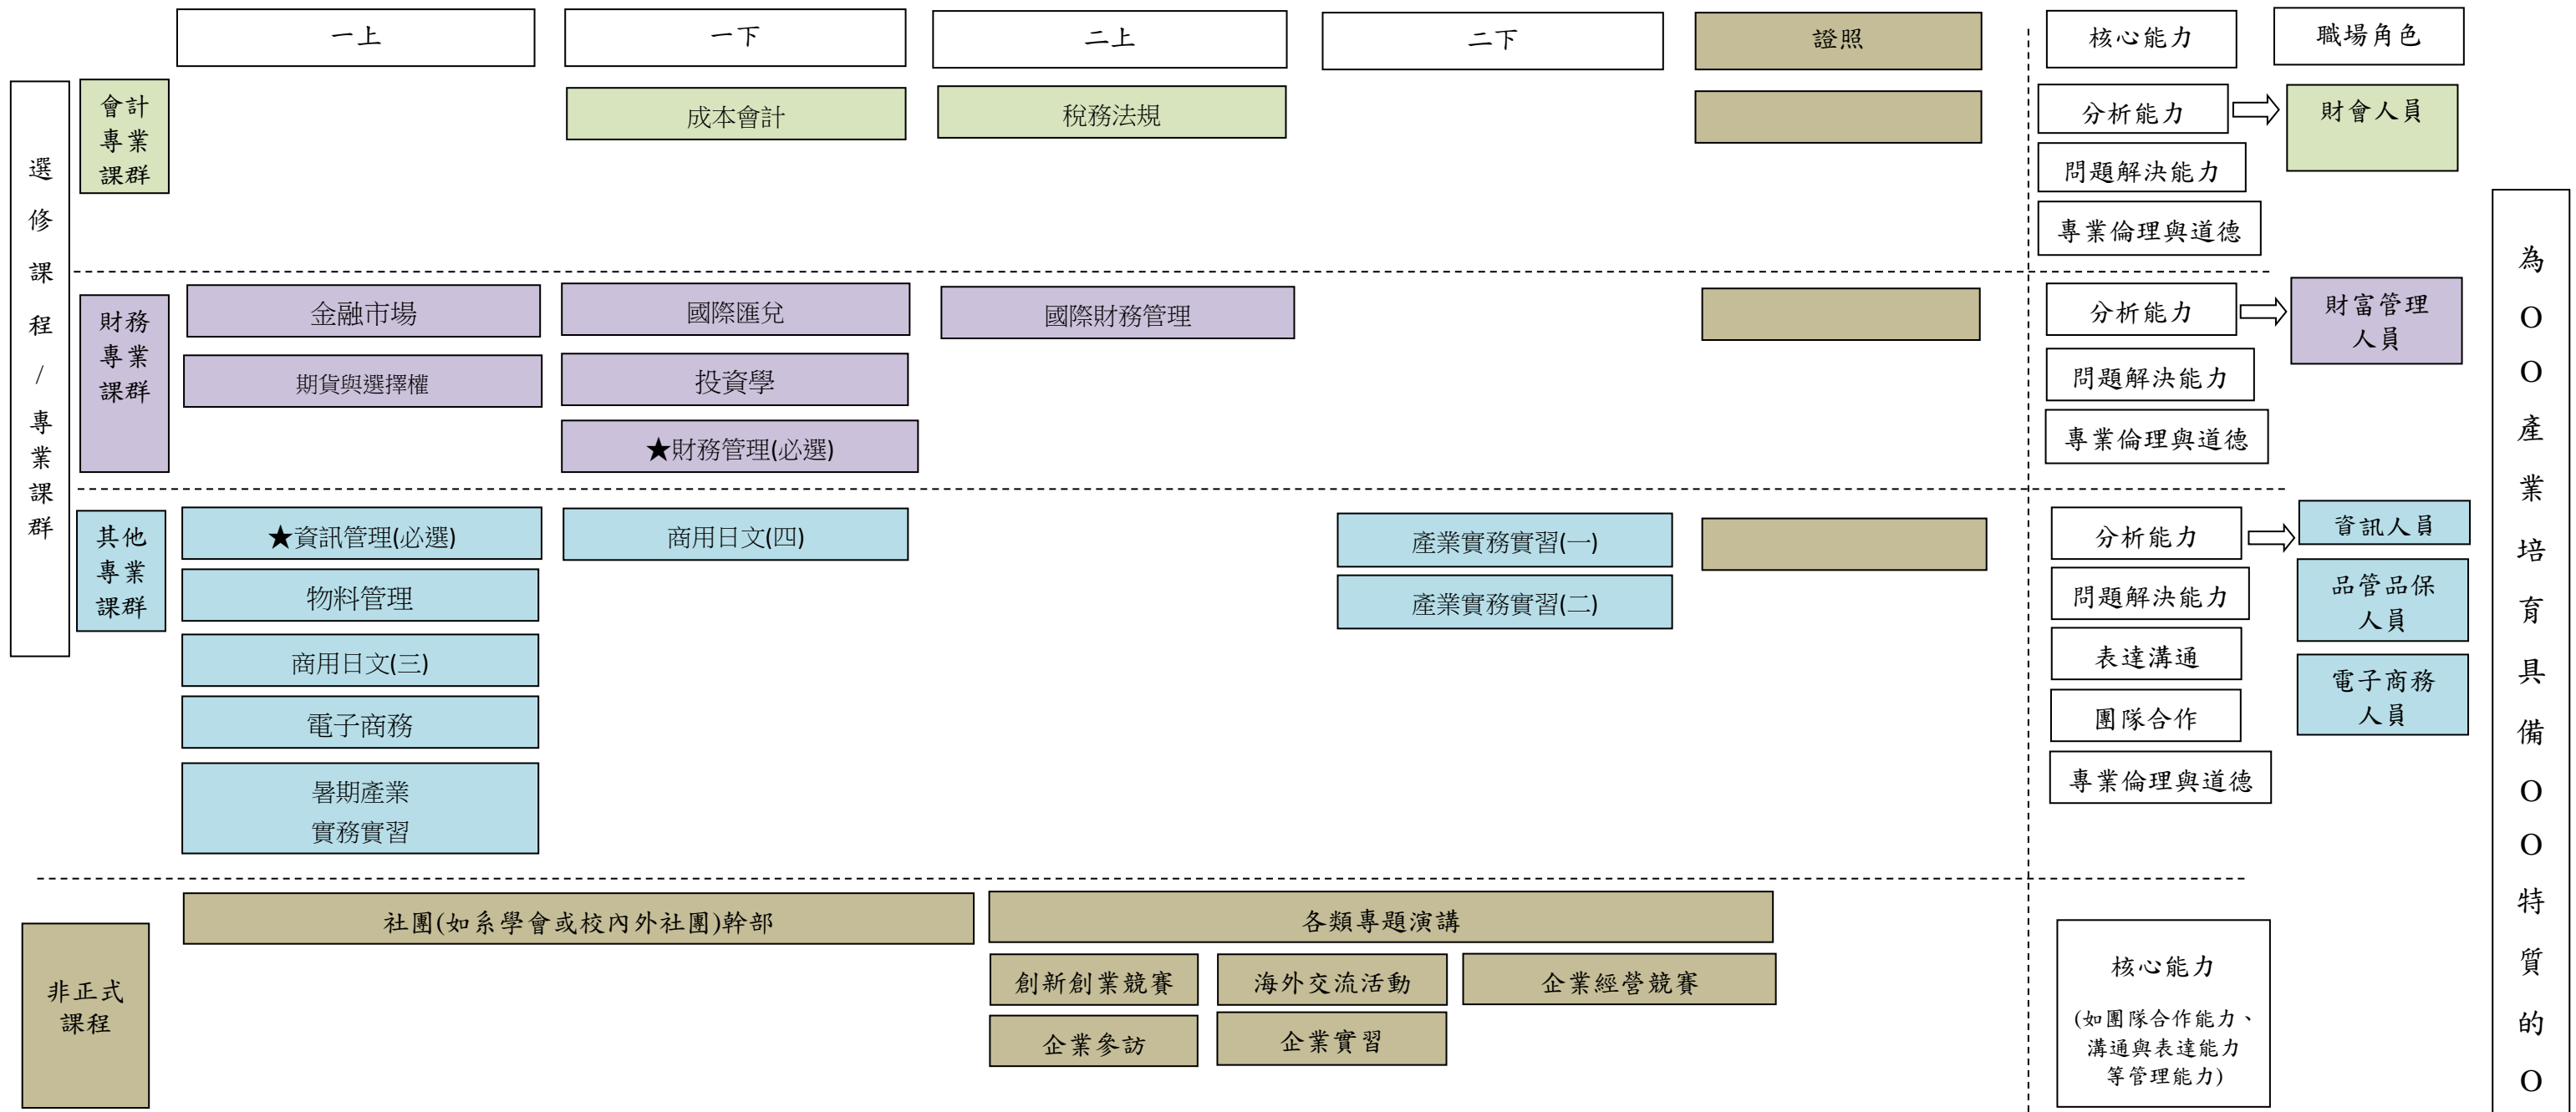 一上
一下
二上
二下
證照
核心能力
職場角色
選修課程/專業課群
會計
專業
課群
成本會計
稅務法規
分析能力
問題解決能力
專業倫理與道德
財會人員
財務
專業
課群
金融市場
國際匯兌
國際財務管理
期貨與選擇權
投資學
★財務管理(必選)
分析能力
問題解決能力
專業倫理與道德
財富管理
人員
其他
專業
課群
★資訊管理(必選)
商用日文(四)
產業實務實習(一)
物料管理
產業實務實習(二)
商用日文(三)
電子商務
暑期產業
實務實習
分析能力
問題解決能力
表達溝通
團隊合作
專業倫理與道德
資訊人員
品管品保
人員
電子商務
人員
非正式
課程
社團(如系學會或校內外社團)幹部
各類專題演講
創新創業競賽
海外交流活動
企業經營競賽
企業參訪
企業實習
核心能力
(如團隊合作能力、
溝通與表達能力
等管理能力)
為OO產業培育具備OO特質的O